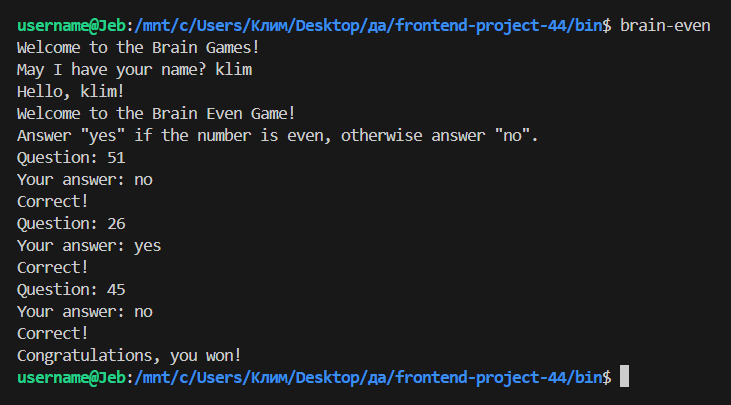 username@Jeb:/mnt/c/Users/Клим/Desktop/да/frontend-project-44/bin$ brain-even
Welcome to the Brain Games!
May I have your name? klim
Hello, klim!
Welcome to the Brain Even Game!
Answer "yes" if the number is even, otherwise answer "no".
Question: 51
Your answer: no
Correct!
Question: 26
Your answer: yes
Correct!
Question: 45
Your answer: no
Correct!
Congratulations, you won!
username@Jeb:/mnt/c/Users/Клим/Desktop/да/frontend-project-44/bin$